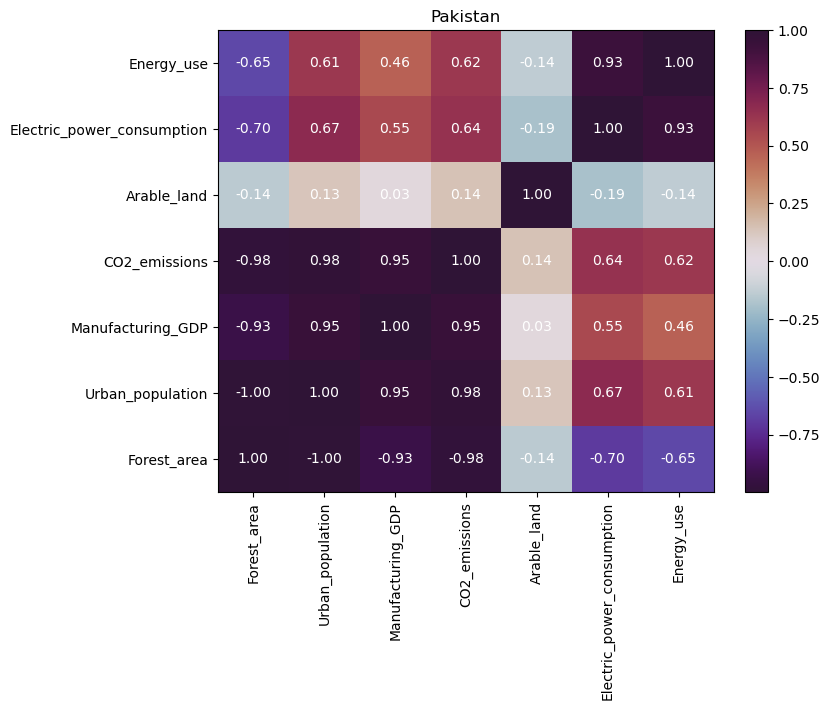 Pakistan
Energy_use -0.65 0.61 0.46 0.62 -0.14 0.93 1.00
Electric_power_consumption -0.70 0.67 0.55 0.64 -0.19 1.00 0.93
Arable_land -0.14 0.13 0.03 0.14 1.00 -0.19 -0.14
CO2_emissions -0.98 0.98 0.95 1.00 0.14 0.64 0.62
Manufacturing_GDP -0.93 0.95 1.00 0.95 0.03 0.55 0.46
Urban_population -1.00 1.00 0.95 0.98 0.13 0.67 0.61
Forest_area 1.00 -1.00 -0.93 -0.98 -0.14 -0.70 -0.65
Forest_area
Urban_population
Manufacturing_GDP
CO2_emissions
Arable_land
Electric_power_consumption
Energy_use
1.00
0.75
0.50
0.25
0.00
−0.25
−0.50
−0.75